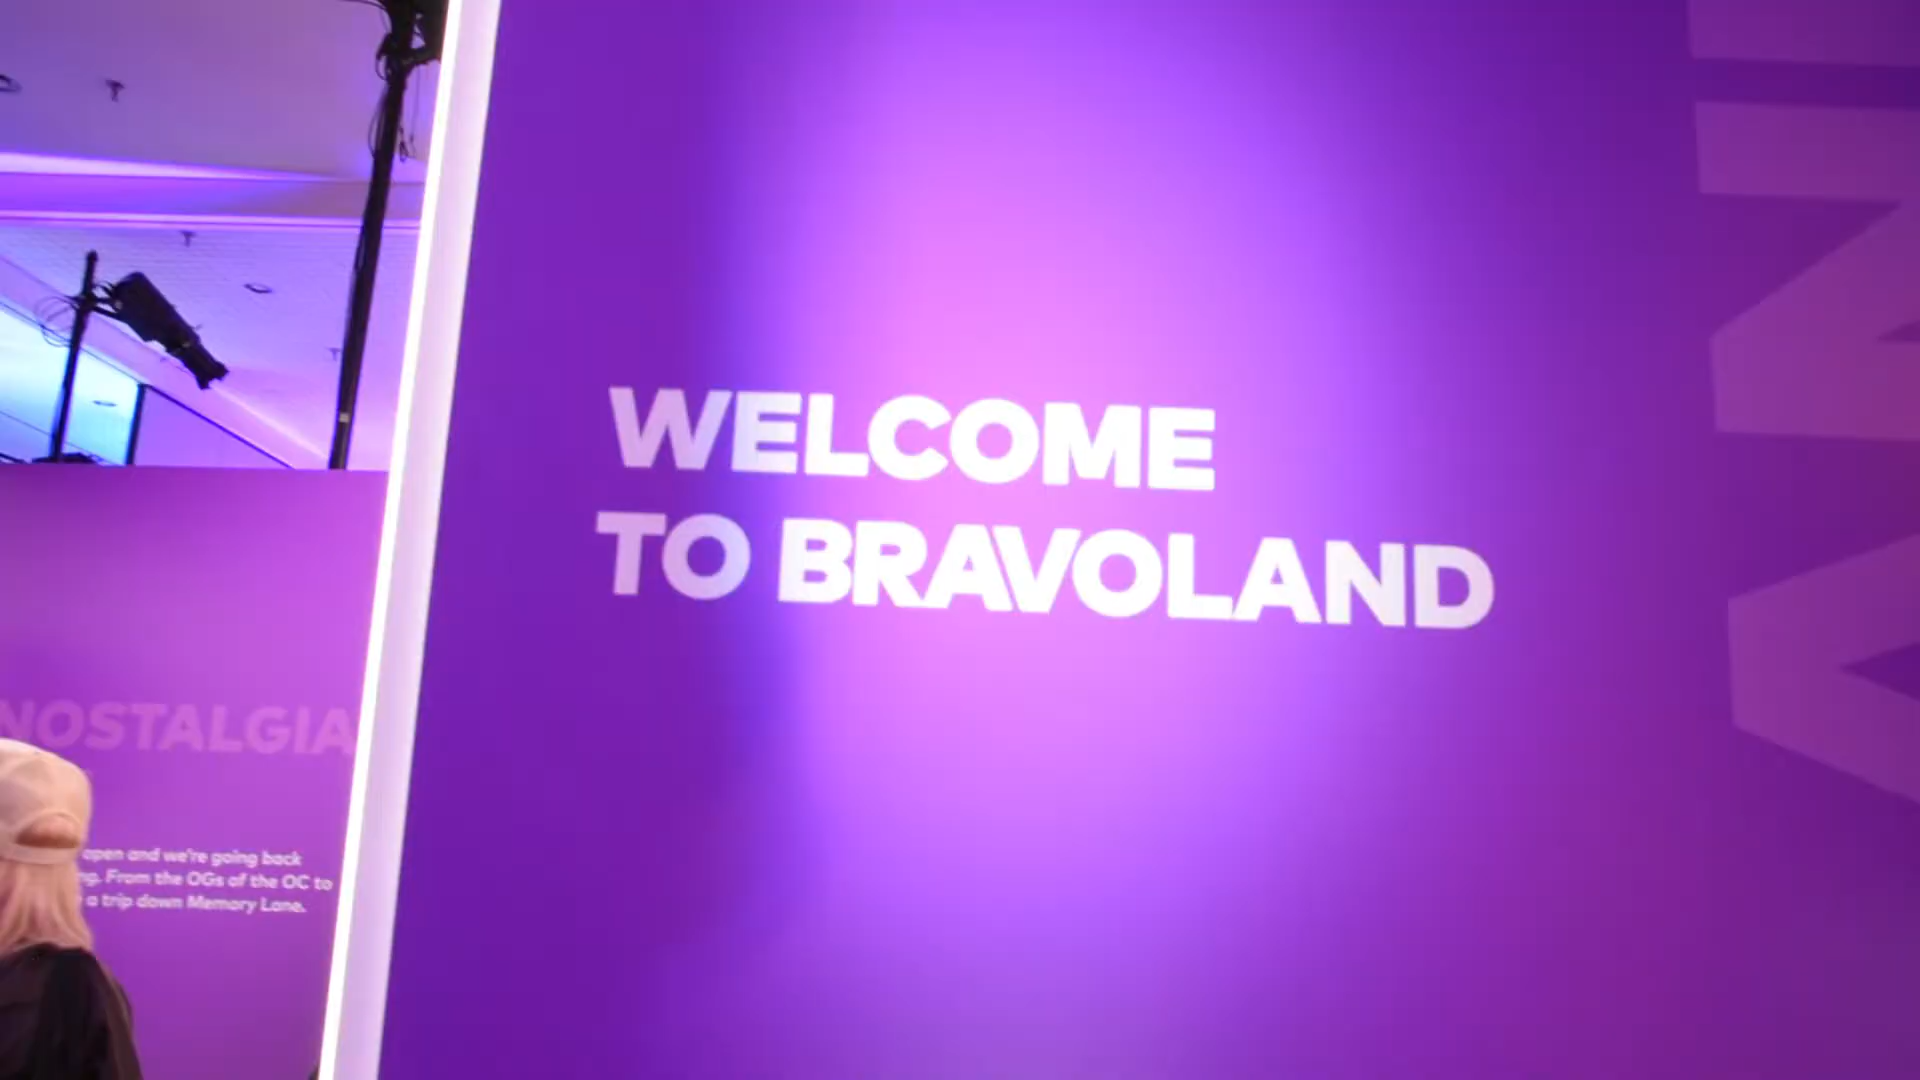 WELCOME
TO BRAVOLAND
NOSTALGIA
open and we're going back
From the OGs of the OC to
a trip down Memory Lane.